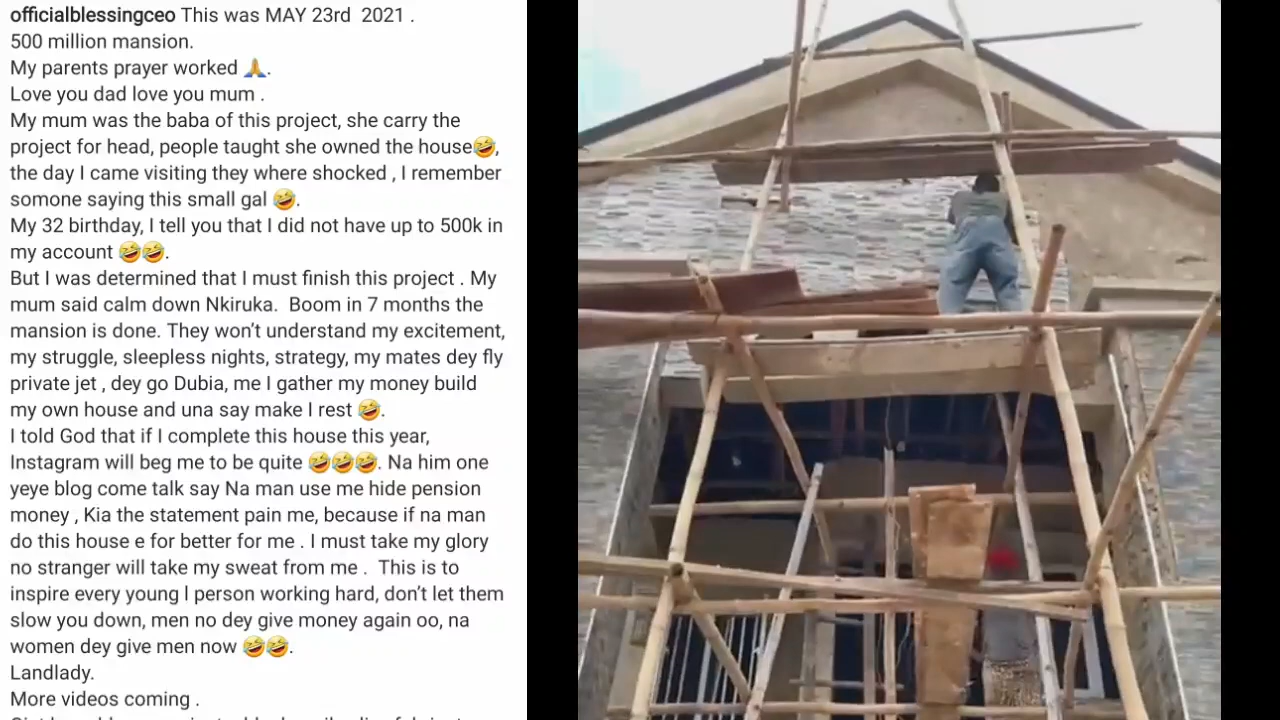 officialblessingceo This was MAY 23rd  2021 .
500 million mansion.
My parents prayer worked 🙏.
Love you dad love you mum .
My mum was the baba of this project, she carry the
project for head, people taught she owned the house🤣,
the day I came visiting they where shocked , I remember
somone saying this small gal 🤣.
My 32 birthday, I tell you that I did not have up to 500k in
my account 🤣🤣.
But I was determined that I must finish this project . My
mum said calm down Nkiruka.  Boom in 7 months the
mansion is done. They won’t understand my excitement,
my struggle, sleepless nights, strategy, my mates dey fly
private jet , dey go Dubia, me I gather my money build
my own house and una say make I rest 🤣.
I told God that if I complete this house this year,
Instagram will beg me to be quite 🤣🤣🤣. Na him one
yeye blog come talk say Na man use me hide pension
money , Kia the statement pain me, because if na man
do this house e for better for me . I must take my glory
no stranger will take my sweat from me .  This is to
inspire every young l person working hard, don’t let them
slow you down, men no dey give money again oo, na
women dey give men now 🤣🤣.
Landlady.
More videos coming .